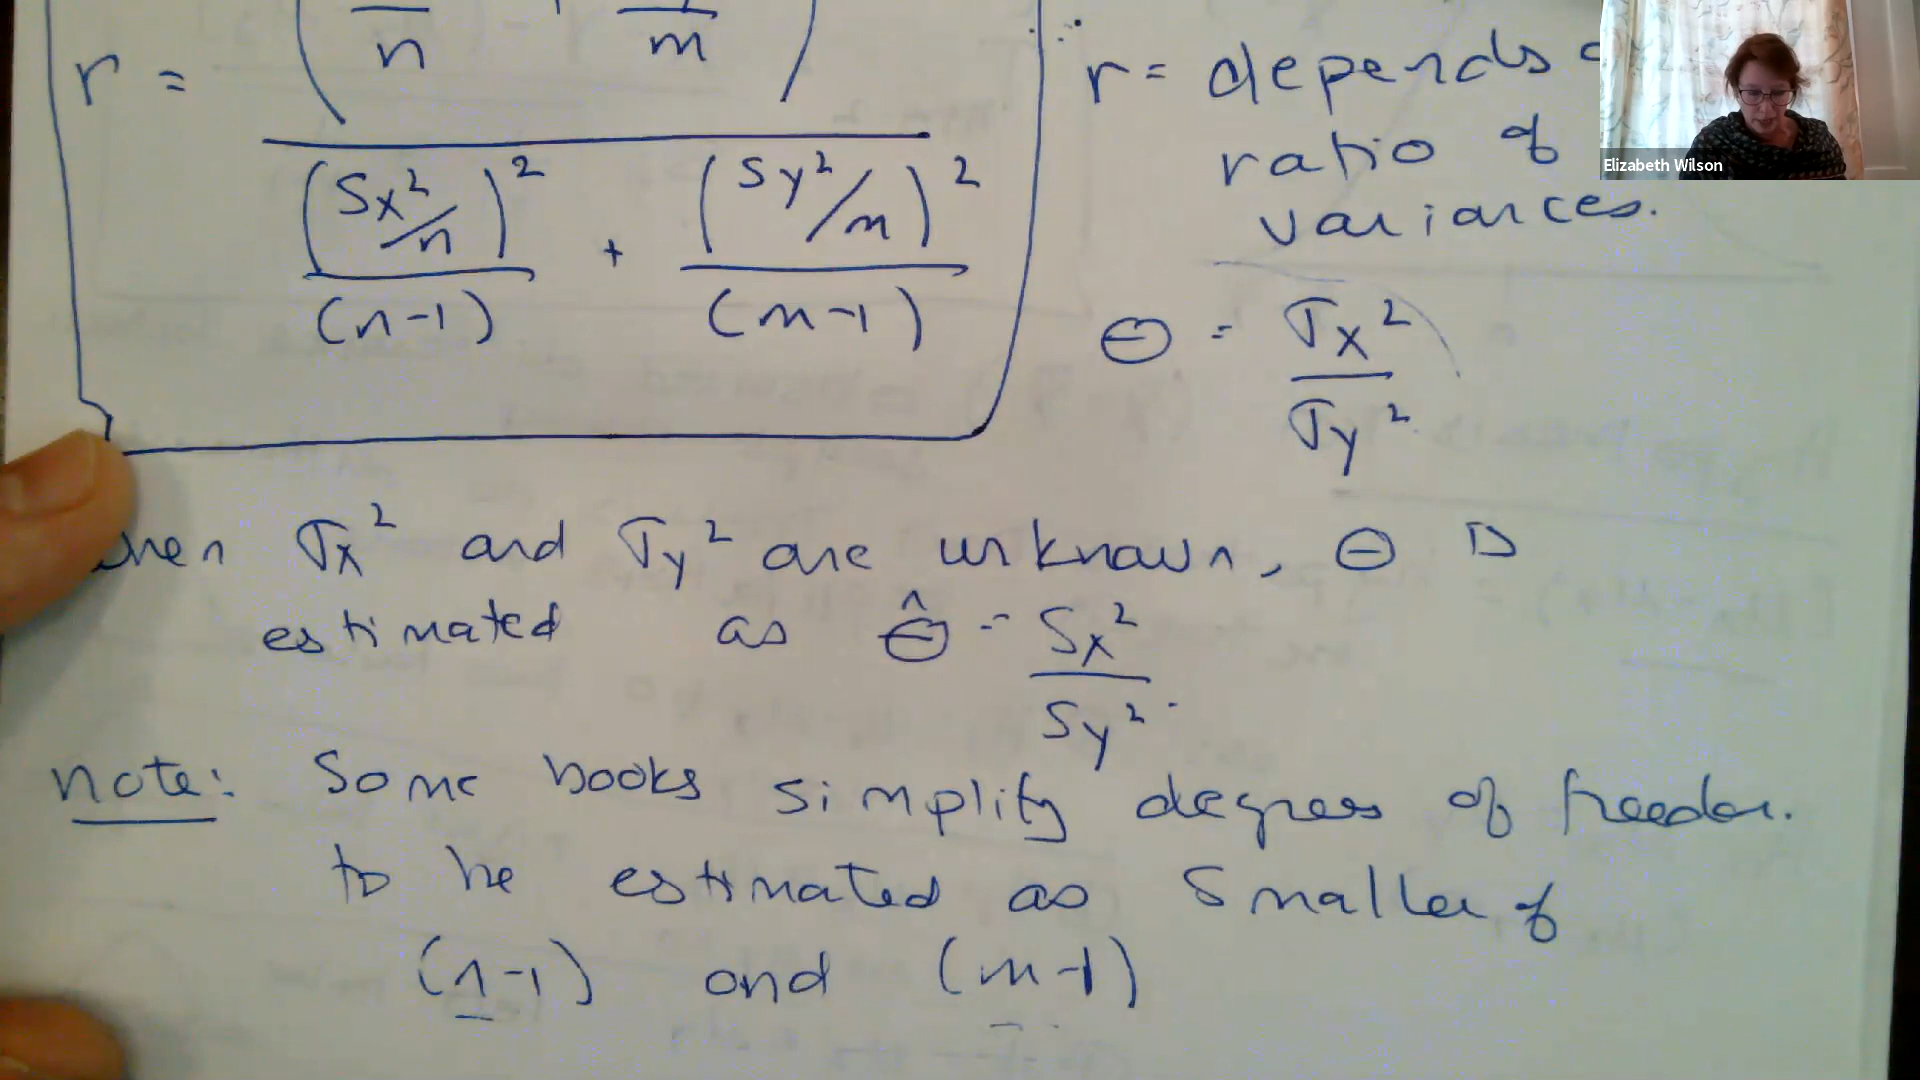 n + m
r =
(Sx²/n)² + (Sy²/m)²
(n-1) (m-1)
r = depends
ratio of
variances.
Θ = σx²
σy²
when σx² and σy² are unknown, Θ is
estimated as Θ̂ = Sx²
Sy².
note: Some books simplify degrees of freedom.
to be estimated as smaller of
(n-1) and (m-1)
Elizabeth Wilson